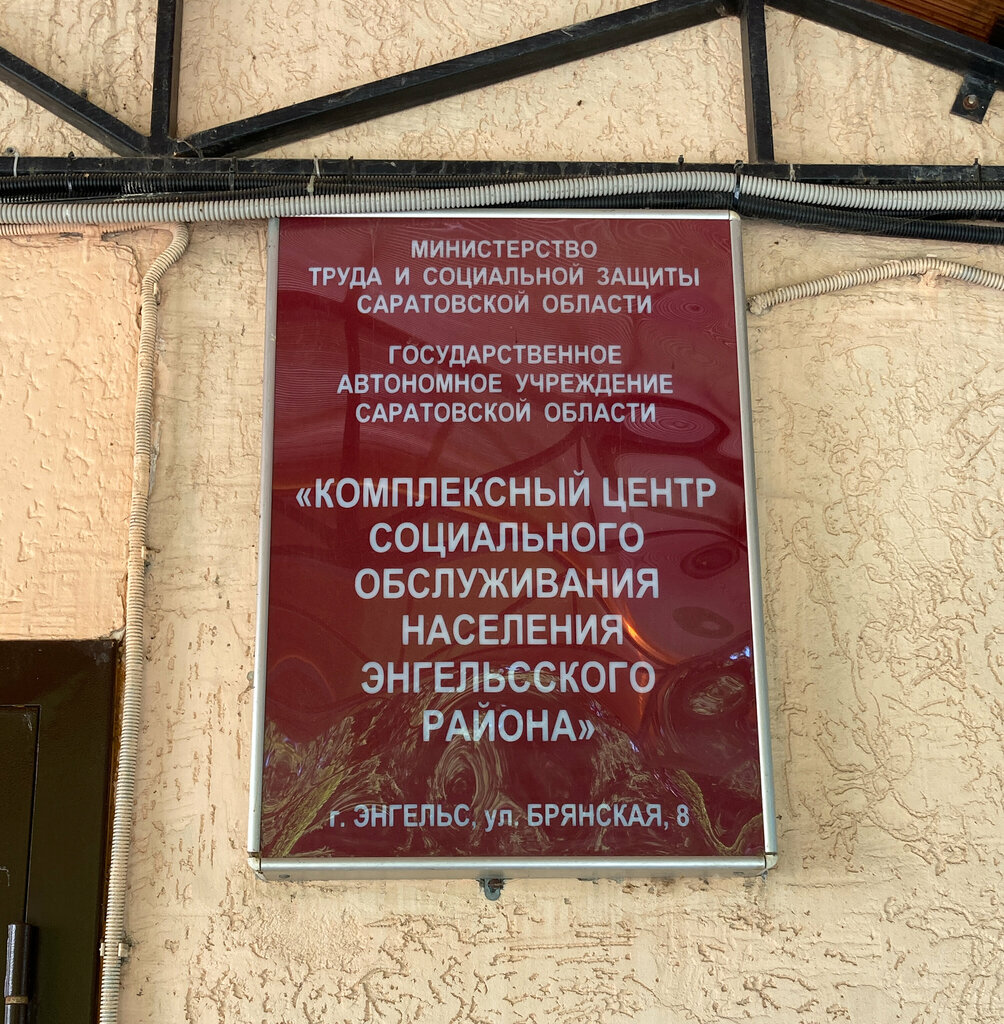 МИНИСТЕРСТВО
ТРУДА И СОЦИАЛЬНОЙ ЗАЩИТЫ
САРАТОВСКОЙ ОБЛАСТИ
ГОСУДАРСТВЕННОЕ
АВТОНОМНОЕ УЧРЕЖДЕНИЕ
САРАТОВСКОЙ ОБЛАСТИ
«КОМПЛЕКСНЫЙ ЦЕНТР
СОЦИАЛЬНОГО
ОБСЛУЖИВАНИЯ
НАСЕЛЕНИЯ
ЭНГЕЛЬССКОГО
РАЙОНА»
г. ЭНГЕЛЬС, ул. БРЯНСКАЯ, 8